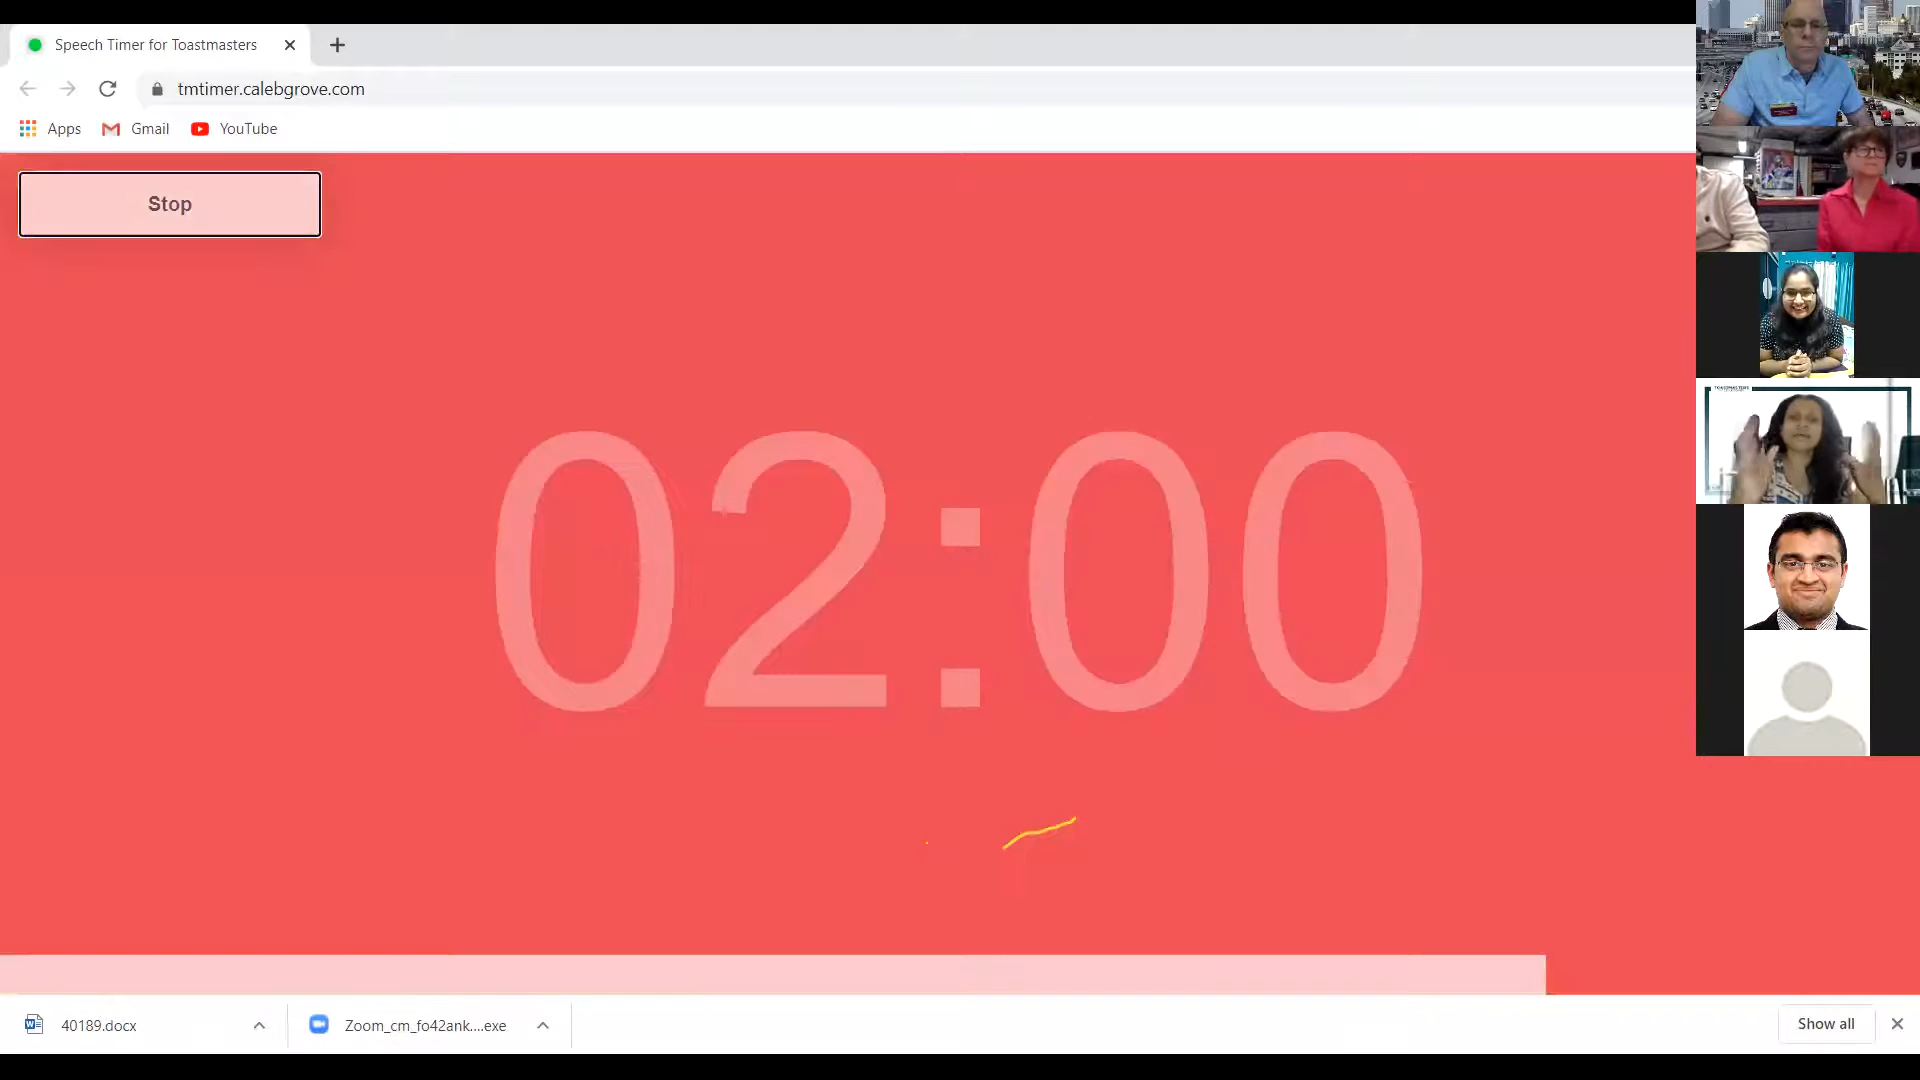 Speech Timer for Toastmasters
tmtimer.calebgrove.com
Apps Gmail YouTube
Stop
02:00
TOASTMASTERS
40189.docx
Zoom_cm_fo42ank....exe
Show all